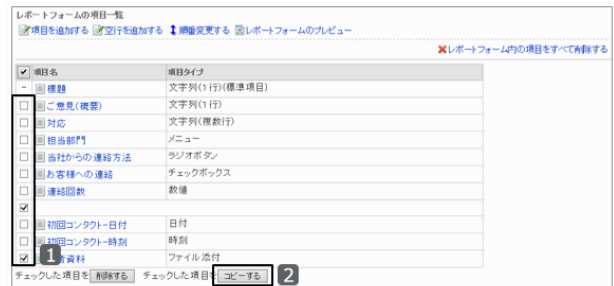 レポートフォームの項目一覧
項目を追加する 空行を追加する 順番変更する レポートフォームのプレビュー
レポートフォーム内の項目をすべて削除する
項目名 項目タイプ
標題 文字列(1行)(標準項目)
ご意見(概要) 文字列(1行)
対応 文字列(複数行)
担当部門 メニュー
当社からの連絡方法 ラジオボタン
お客様への連絡 チェックボックス
連絡回数 数値
初回コンタクト-日付 日付
初回コンタクト-時刻 時刻
1 資料 ファイル添付
チェックした項目を 削除する チェックした項目を コピーする 2